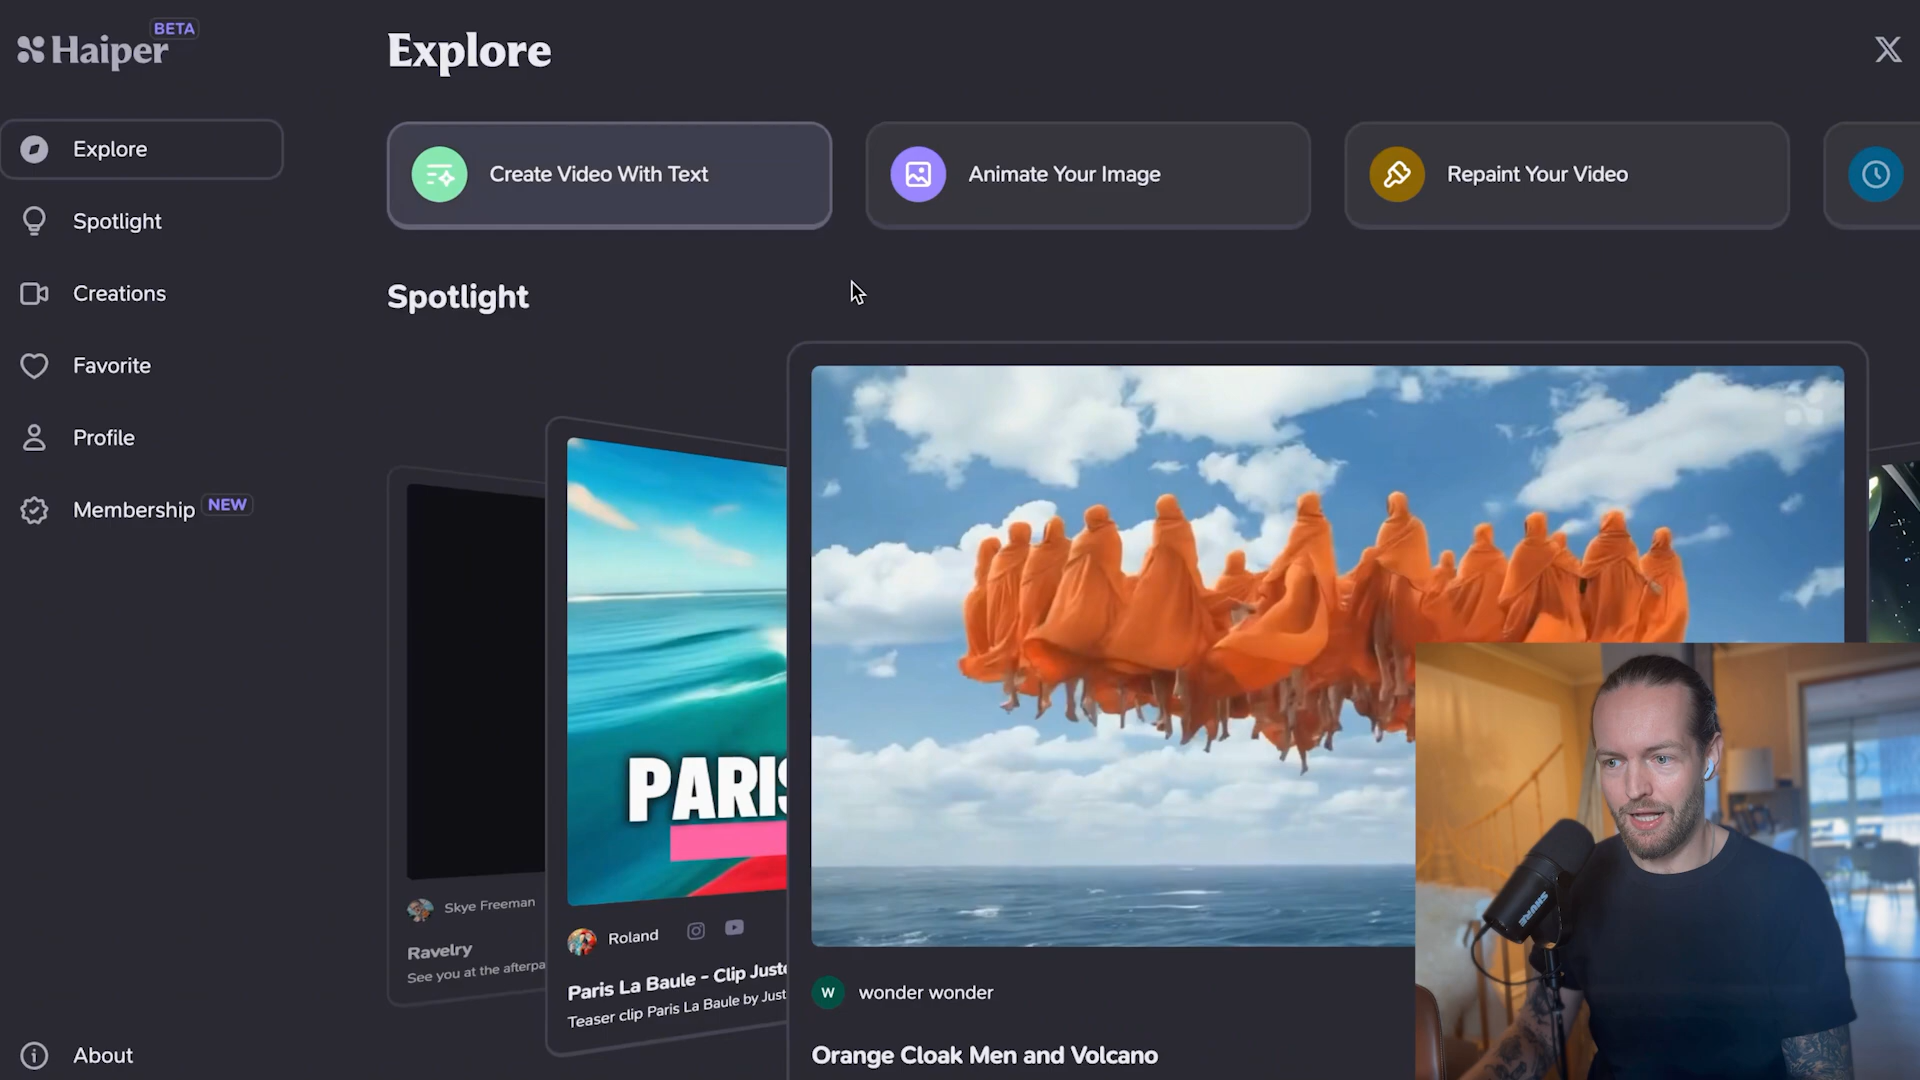 Haiper BETA
Explore
Explore
Spotlight
Creations
Favorite
Profile
Membership NEW
About
Create Video With Text
Animate Your Image
Repaint Your Video
Spotlight
Skye Freeman
Ravelry
See you at the afterpa
PARIS
Roland
Paris La Baule - Clip Juste
Teaser clip Paris La Baule by Just
W wonder wonder
Orange Cloak Men and Volcano
SHURE